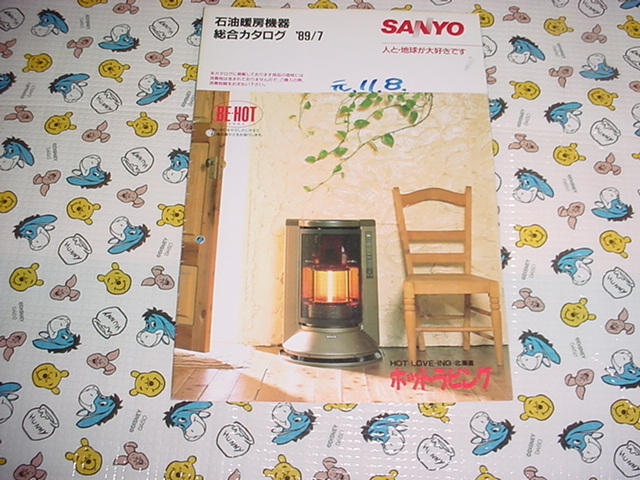 石油暖房機器
総合カタログ '89/7
SANYO
人と・地球が大好きです
元.11.8.
BE-HOT
HOT LOVE-ING 北海道
ホットラビング
HUNNY
DISNEY